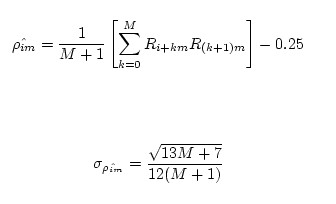 $\hat{\rho_{im}} = \frac{1}{M+1} \left[ \sum_{k=0}^{M} R_{i+km} R_{(k+1)m} \right] - 0.25$
$\sigma_{\hat{\rho_{im}}} = \frac{\sqrt{13M+7}}{12(M+1)}$